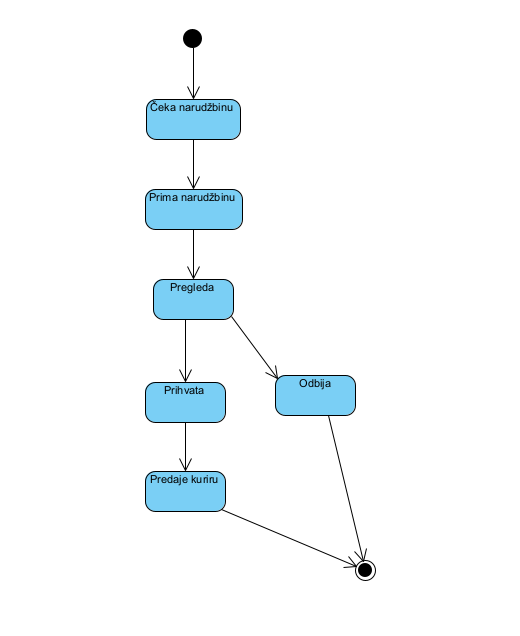 Čeka narudžbinu
Prima narudžbinu
Pregleda
Odbija
Prihvata
Predaje kuriru